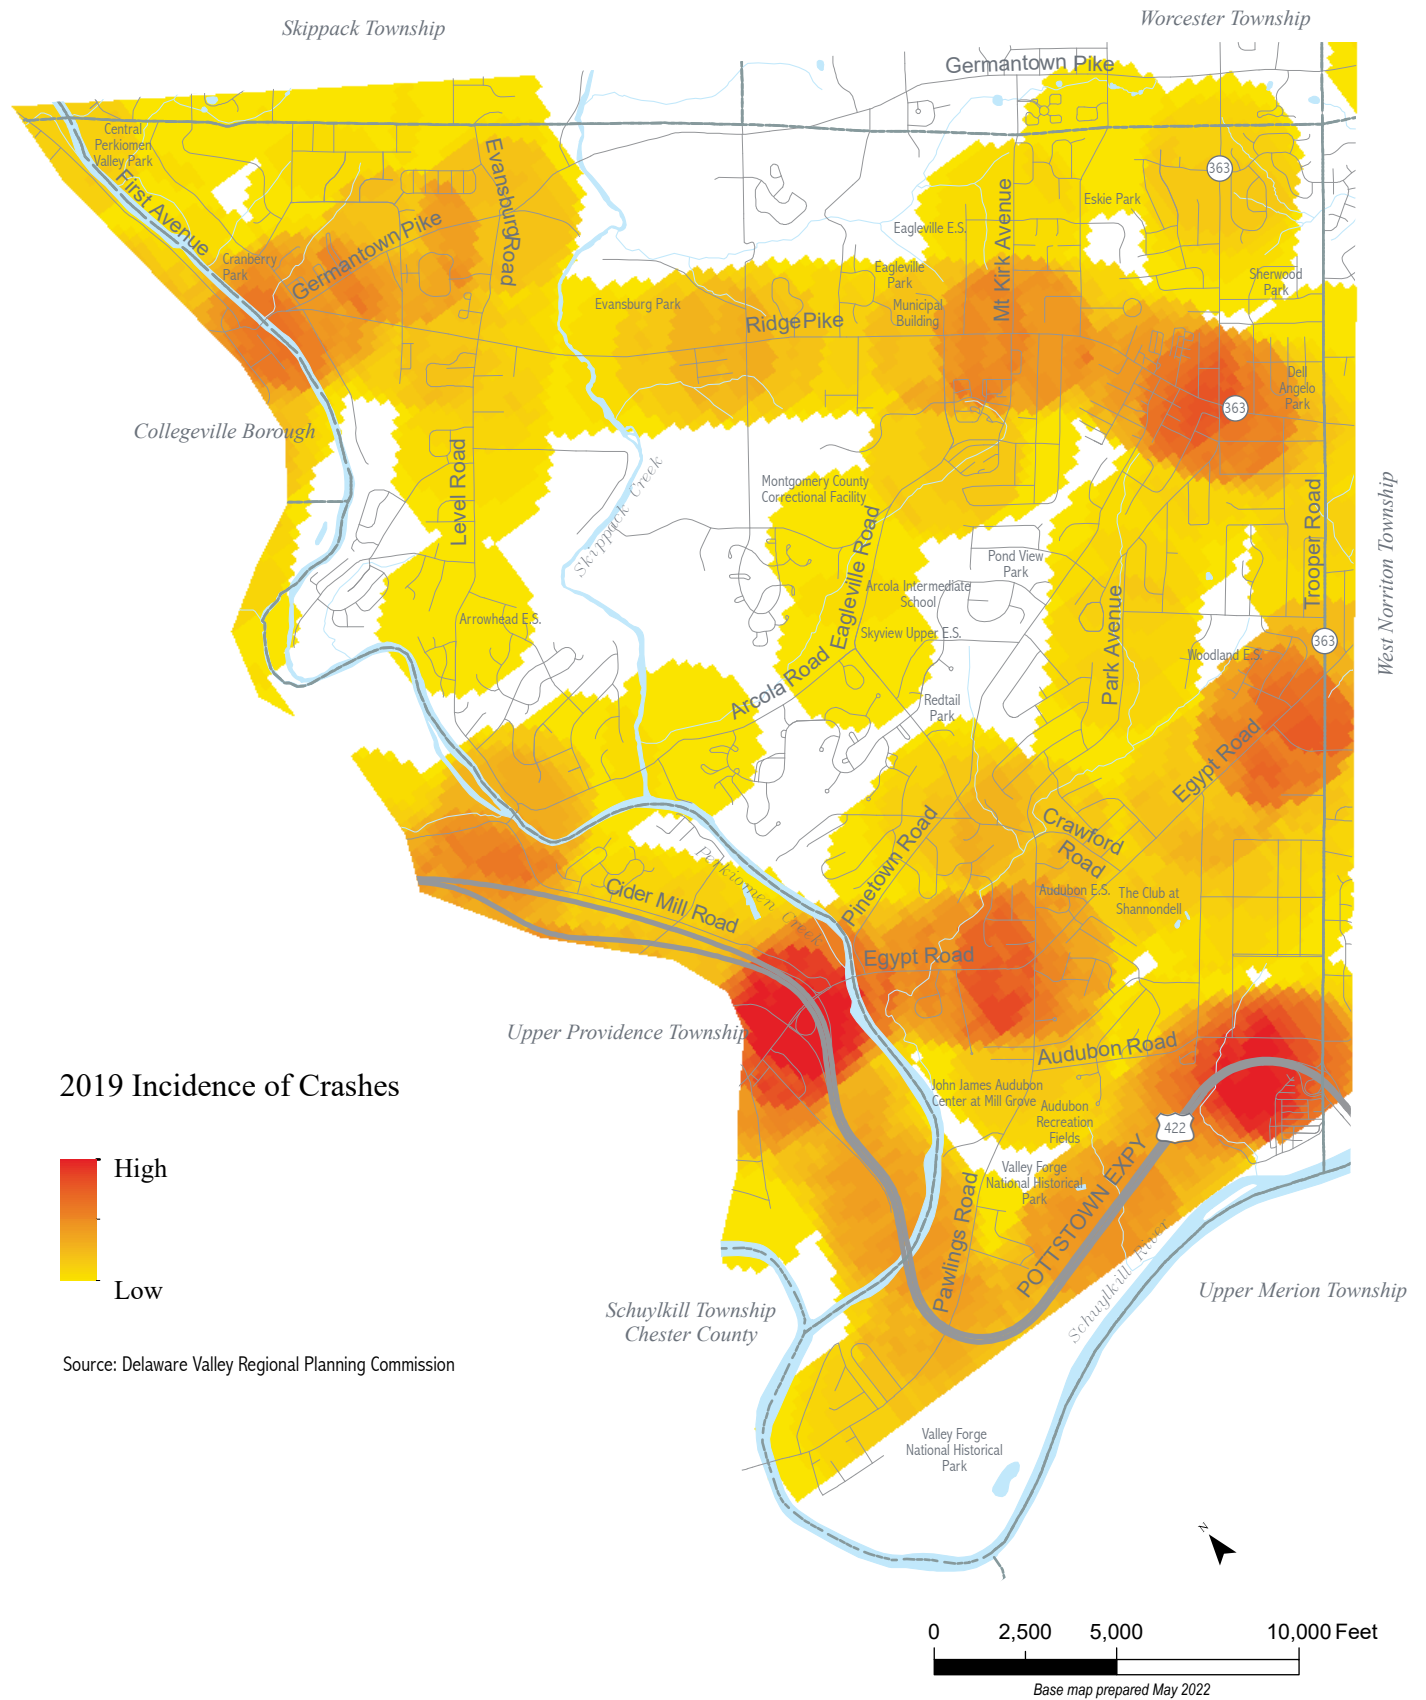 Skippack Township
Worcester Township
Germantown Pike
Central
Perkiomen
Valley Park
First Avenue
Evansburg Road
363
Mt Kirk Avenue
Eskie Park
Eagleville E.S.
Germantown Pike
Cranberry
Park
Eagleville
Park
Sherwood
Park
Evansburg Park
Municipal
Building
Ridge Pike
Dell
Angelo
Park
363
Collegeville Borough
Level Road
Skippack Creek
Montgomery County
Correctional Facility
Eagleville Road
Trooper Road
West Norriton Township
Pond View
Park
Arcola Intermediate
School
Arrowhead E.S.
Skyview Upper E.S.
Park Avenue
363
Woodland E.S.
Arcola Road
Redtail
Park
Egypt Road
Crawford
Road
Pinetown Road
Perkiomen Creek
Cider Mill Road
Audubon E.S.
The Club at
Shannondell
Egypt Road
Upper Providence Township
Audubon Road
2019 Incidence of Crashes
John James Audubon
Center at Mill Grove
Audubon
Recreation
Fields
422
High
Low
Valley Forge
National Historical
Park
Pawlings Road
POTTSTOWN EXPY
Schuylkill River
Upper Merion Township
Schuylkill Township
Chester County
Source: Delaware Valley Regional Planning Commission
Valley Forge
National Historical
Park
N
0 2,500 5,000 10,000 Feet
Base map prepared May 2022